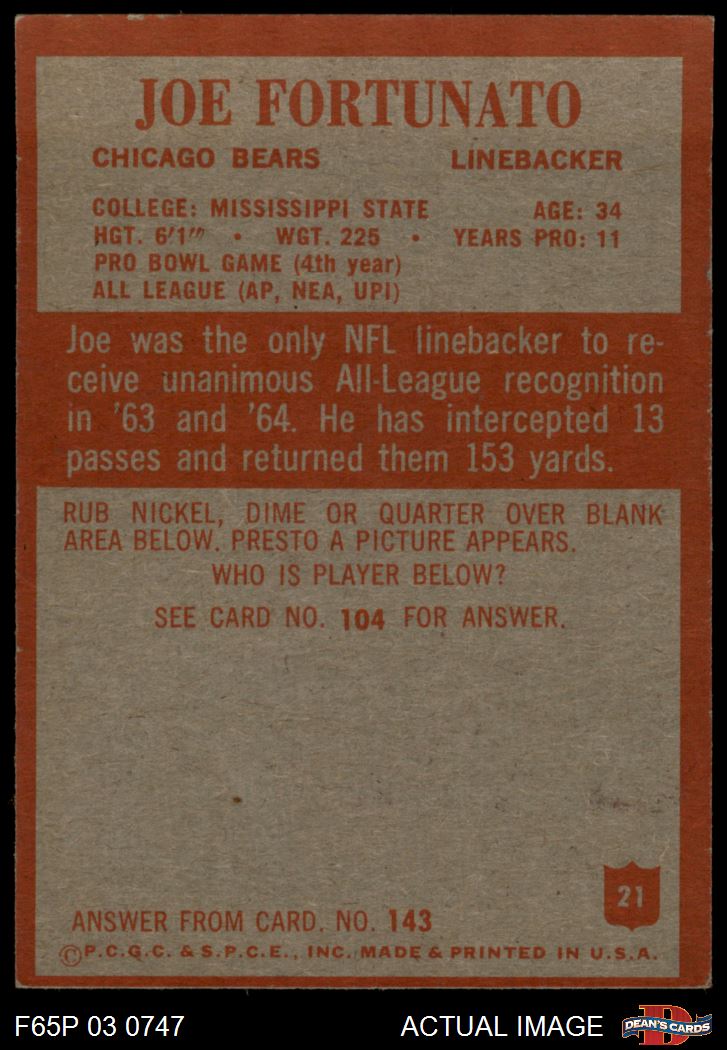 JOE FORTUNATO
CHICAGO BEARS LINEBACKER
COLLEGE: MISSISSIPPI STATE AGE: 34
HGT. 6'1"' • WGT. 225 • YEARS PRO: 11
PRO BOWL GAME (4th year)
ALL LEAGUE (AP, NEA, UPI)
Joe was the only NFL linebacker to re-
ceive unanimous All-League recognition
in '63 and '64. He has intercepted 13
passes and returned them 153 yards.
RUB NICKEL, DIME OR QUARTER OVER BLANK
AREA BELOW. PRESTO A PICTURE APPEARS.
WHO IS PLAYER BELOW?
SEE CARD NO. 104 FOR ANSWER.
21
ANSWER FROM CARD. NO. 143
©P.C.G.C. & S.P.C.E., INC. MADE & PRINTED IN U.S.A.
F65P 03 0747 ACTUAL IMAGE DEAN'S CARDS